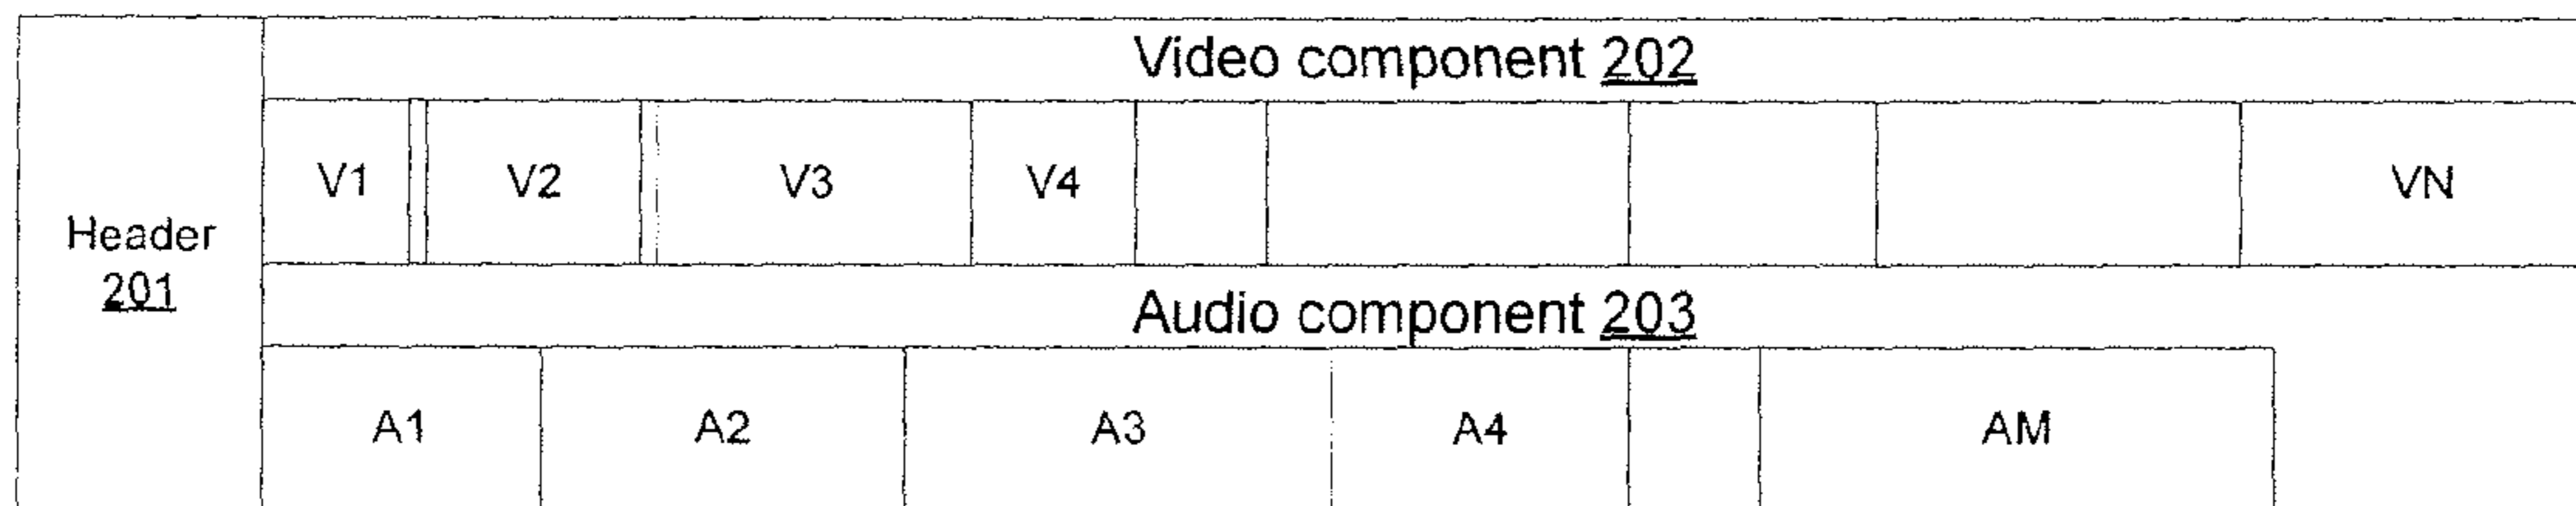 Video component 202
V1 V2 V3 V4 VN
Header
201
Audio component 203
A1 A2 A3 A4 AM